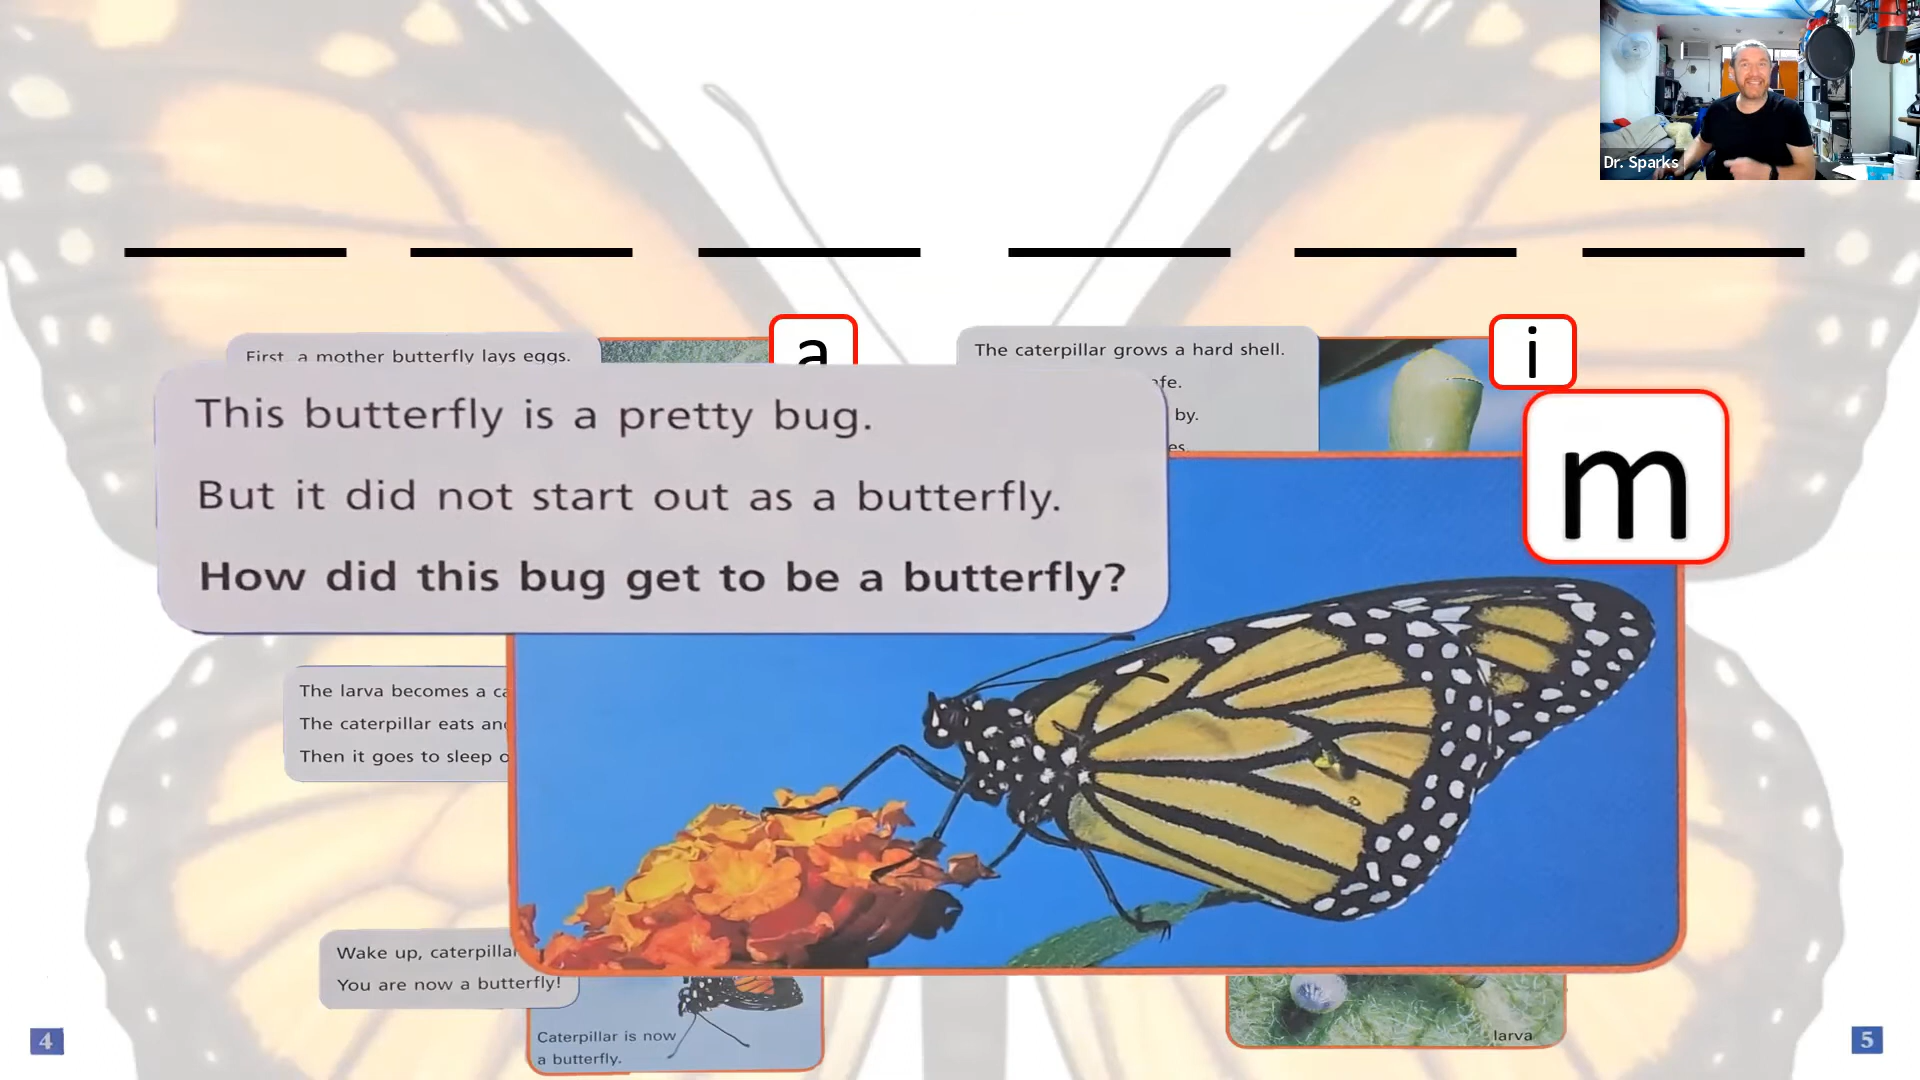 Dr. Sparks
First, a mother butterfly lays eggs.
a
The caterpillar grows a hard shell.
i
by.
m
This butterfly is a pretty bug.
But it did not start out as a butterfly.
How did this bug get to be a butterfly?
The larva becomes a
The caterpillar eats
Then it goes to sleep
Wake up,
You are now a butterfly!
Caterpillar is now
a butterfly.
larva
4
5